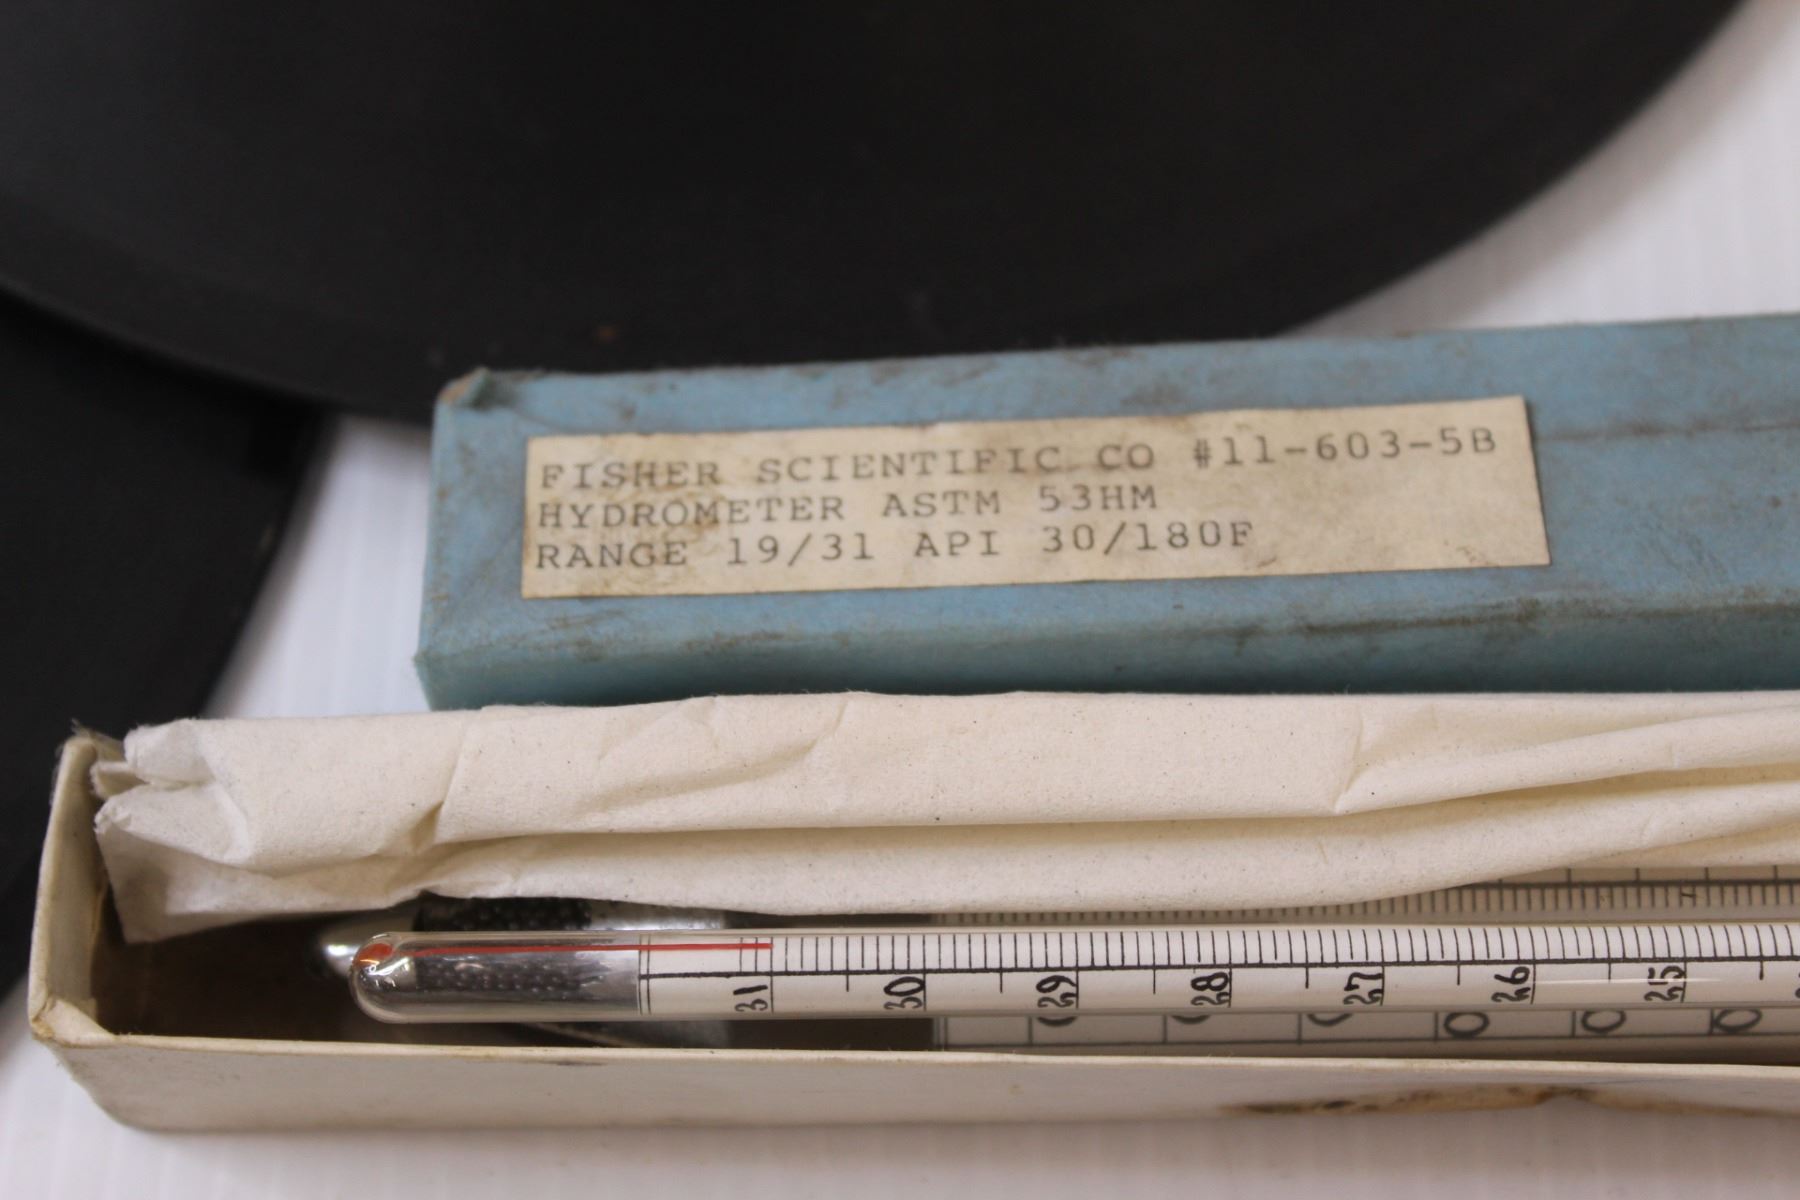 FISHER SCIENTIFIC CO #11-603-5B
HYDROMETER ASTM 53HM
RANGE 19/31 API 30/180F
31 30 29 28 27 26 25